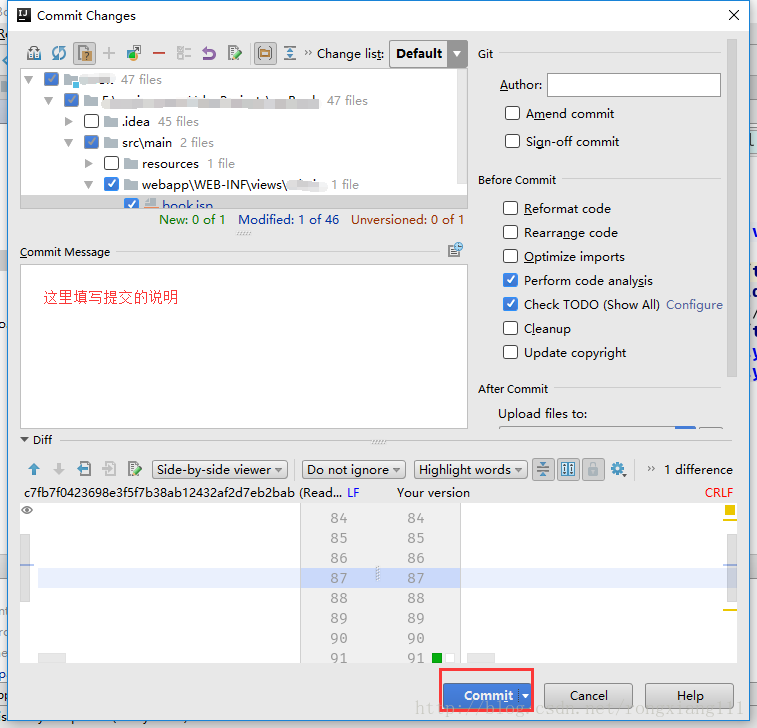 Commit Changes
Change list: Default
47 files
47 files
.idea 45 files
src\main 2 files
resources 1 file
webapp\WEB-INF\views\ 1 file
book.jsp
New: 0 of 1 Modified: 1 of 46 Unversioned: 0 of 1
Commit Message
这里填写提交的说明
Git
Author:
Amend commit
Sign-off commit
Before Commit
Reformat code
Rearrange code
Optimize imports
Perform code analysis
Check TODO (Show All) Configure
Cleanup
Update copyright
After Commit
Upload files to:
Diff
Side-by-side viewer Do not ignore Highlight words 1 difference
c7fb7f0423698e3f5f7b38ab12432af2d7eb2bab (Read... LF Your version CRLF
84 84
85 85
86 86
87 87
88 88
89 89
90 90
91 91
Commit Cancel Help
http://blog.csdn.net/rongxiang111